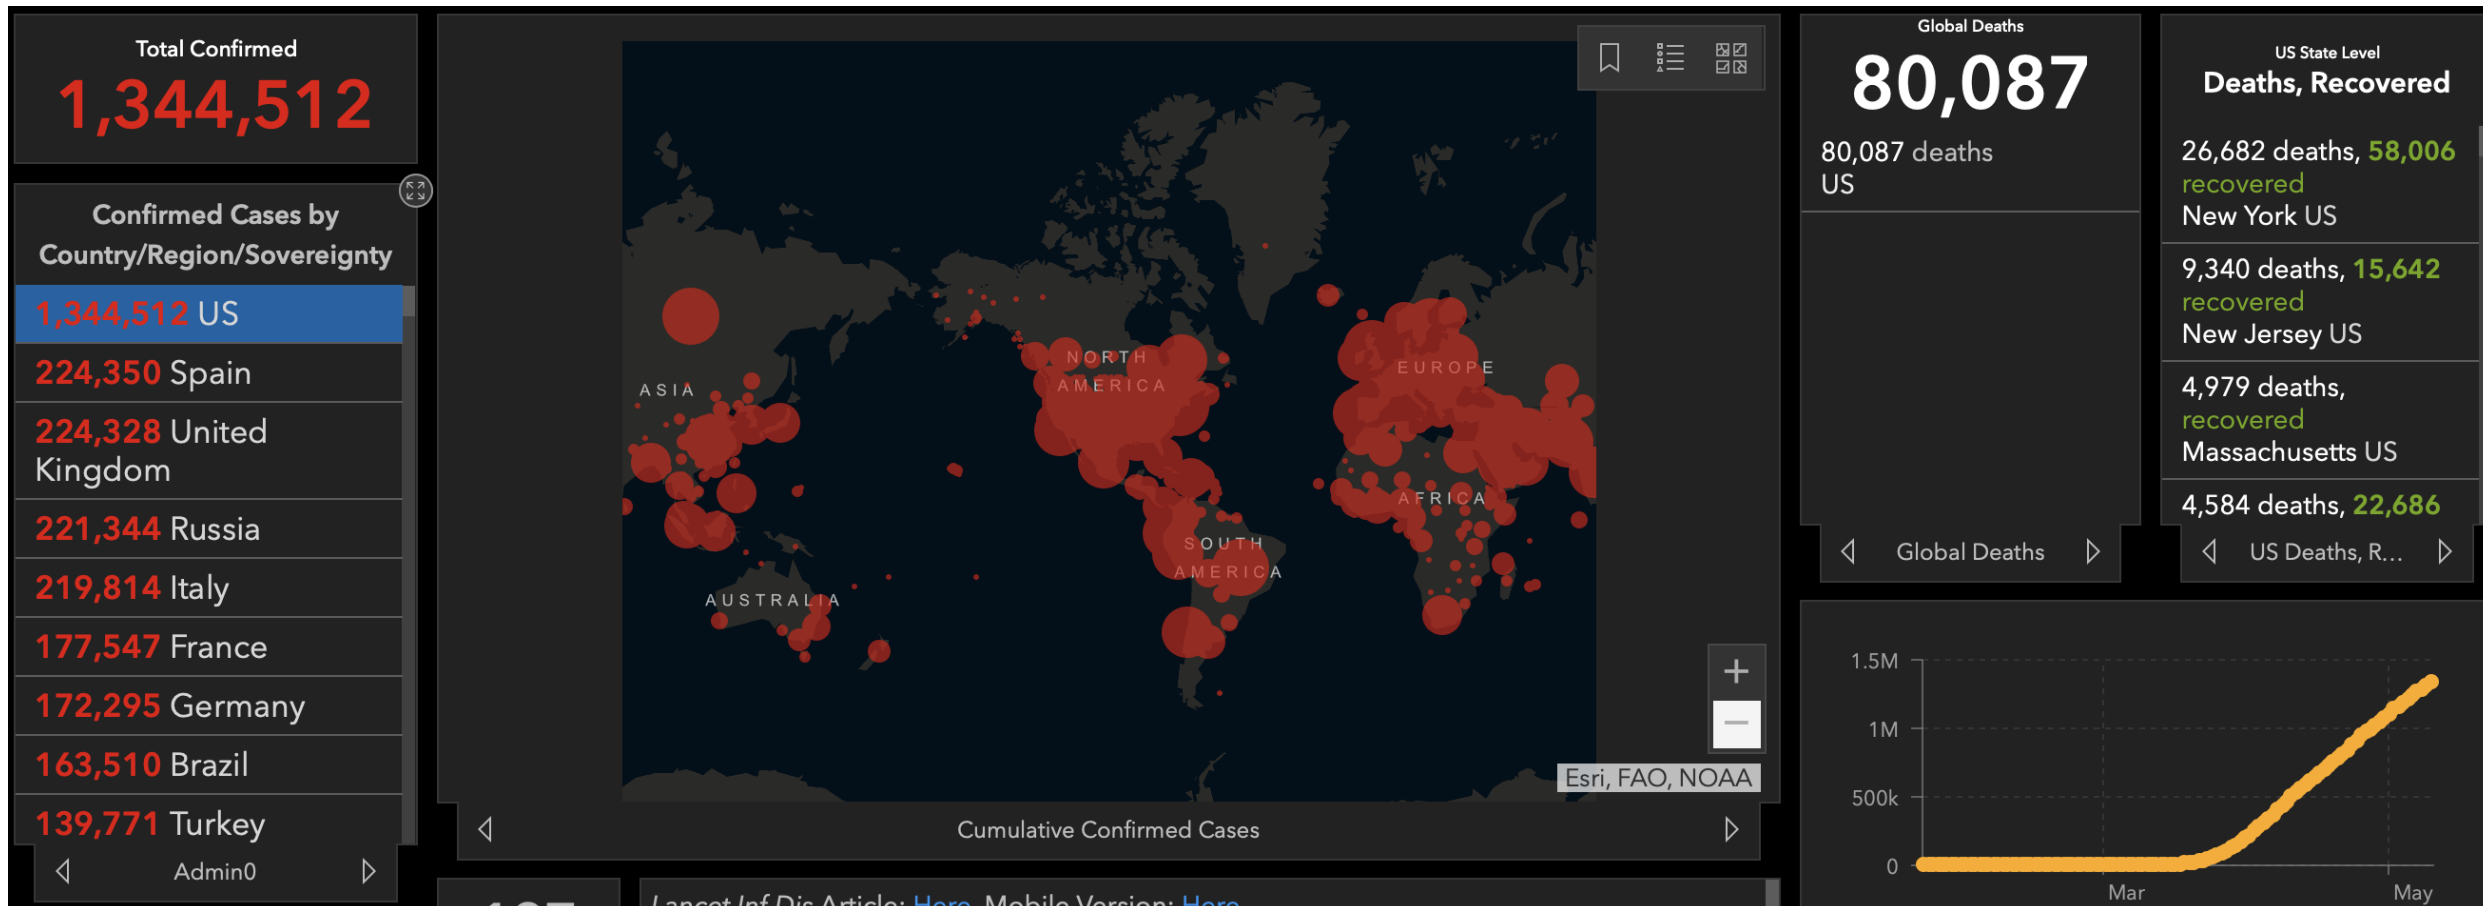 Total Confirmed
1,344,512
Confirmed Cases by
Country/Region/Sovereignty
1,344,512 US
224,350 Spain
224,328 United
Kingdom
221,344 Russia
219,814 Italy
177,547 France
172,295 Germany
163,510 Brazil
139,771 Turkey
Admin0
NORTH
AMERICA
ASIA
EUROPE
AFRICA
SOUTH
AMERICA
AUSTRALIA
Esri, FAO, NOAA
Cumulative Confirmed Cases
Lancet Inf Dis Article: Here. Mobile Version: Here.
Global Deaths
80,087
80,087 deaths
US
Global Deaths
US State Level
Deaths, Recovered
26,682 deaths, 58,006
recovered
New York US
9,340 deaths, 15,642
recovered
New Jersey US
4,979 deaths,
recovered
Massachusetts US
4,584 deaths, 22,686
US Deaths, R...
1.5M
1M
500k
0
Mar
May